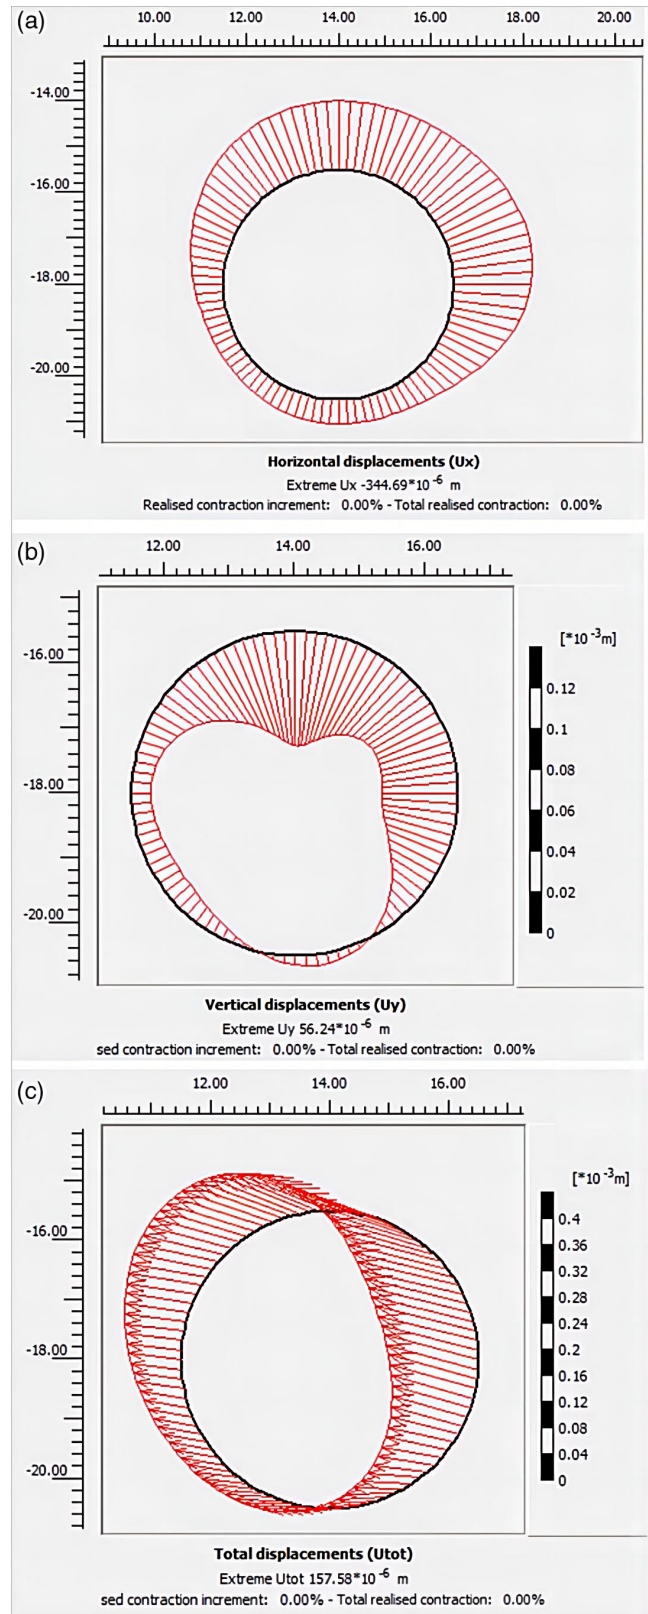 (a)
10.00 12.00 14.00 16.00 18.00 20.00
-14.00
-16.00
-18.00
-20.00
Horizontal displacements (Ux)
Extreme Ux -344.69*10 -6 m
Realised contraction increment: 0.00% - Total realised contraction: 0.00%
(b)
12.00 14.00 16.00
[*10 -3m]
-16.00
-18.00
-20.00
0.12
0.1
0.08
0.06
0.04
0.02
0
Vertical displacements (Uy)
Extreme Uy 56.24*10 -6 m
sed contraction increment: 0.00% - Total realised contraction: 0.00%
(c)
12.00 14.00 16.00
[*10 -3m]
-16.00
-18.00
-20.00
0.4
0.36
0.32
0.28
0.24
0.2
0.16
0.12
0.08
0.04
0
Total displacements (Utot)
Extreme Utot 157.58*10 -6 m
sed contraction increment: 0.00% - Total realised contraction: 0.00%